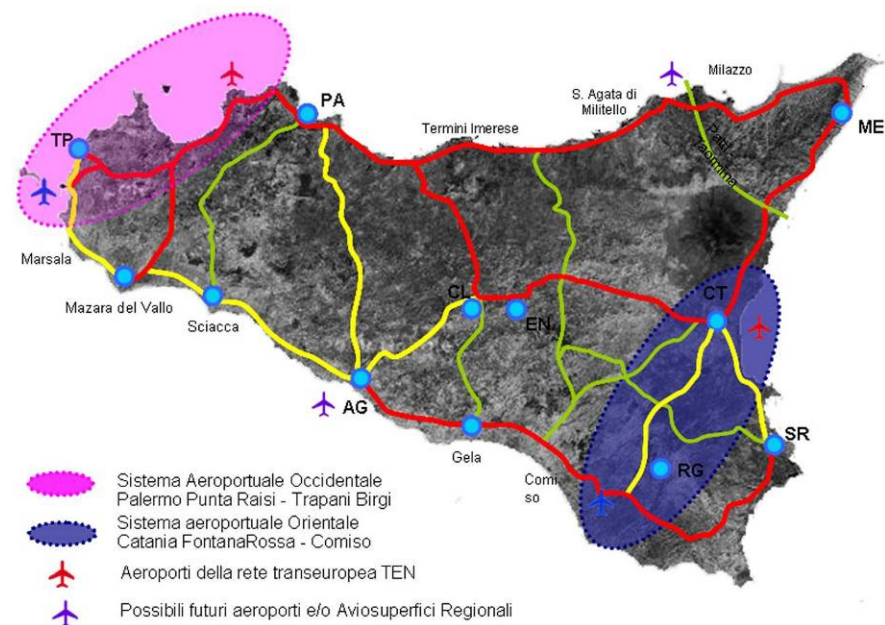 Milazzo
PA
S. Agata di
Militello
ME
Termini Imerese
TP
Marsala
CL
CT
Mazara del Vallo
EN
Sciacca
AG
SR
Gela
Comi
so
RG
Sistema Aeroportuale Occidentale
Palermo Punta Raisi - Trapani Birgi
Sistema aeroportuale Orientale
Catania FontanaRossa - Comiso
Aeroporti della rete transeuropea TEN
Possibili futuri aeroporti e/o Aviosuperfici Regionali